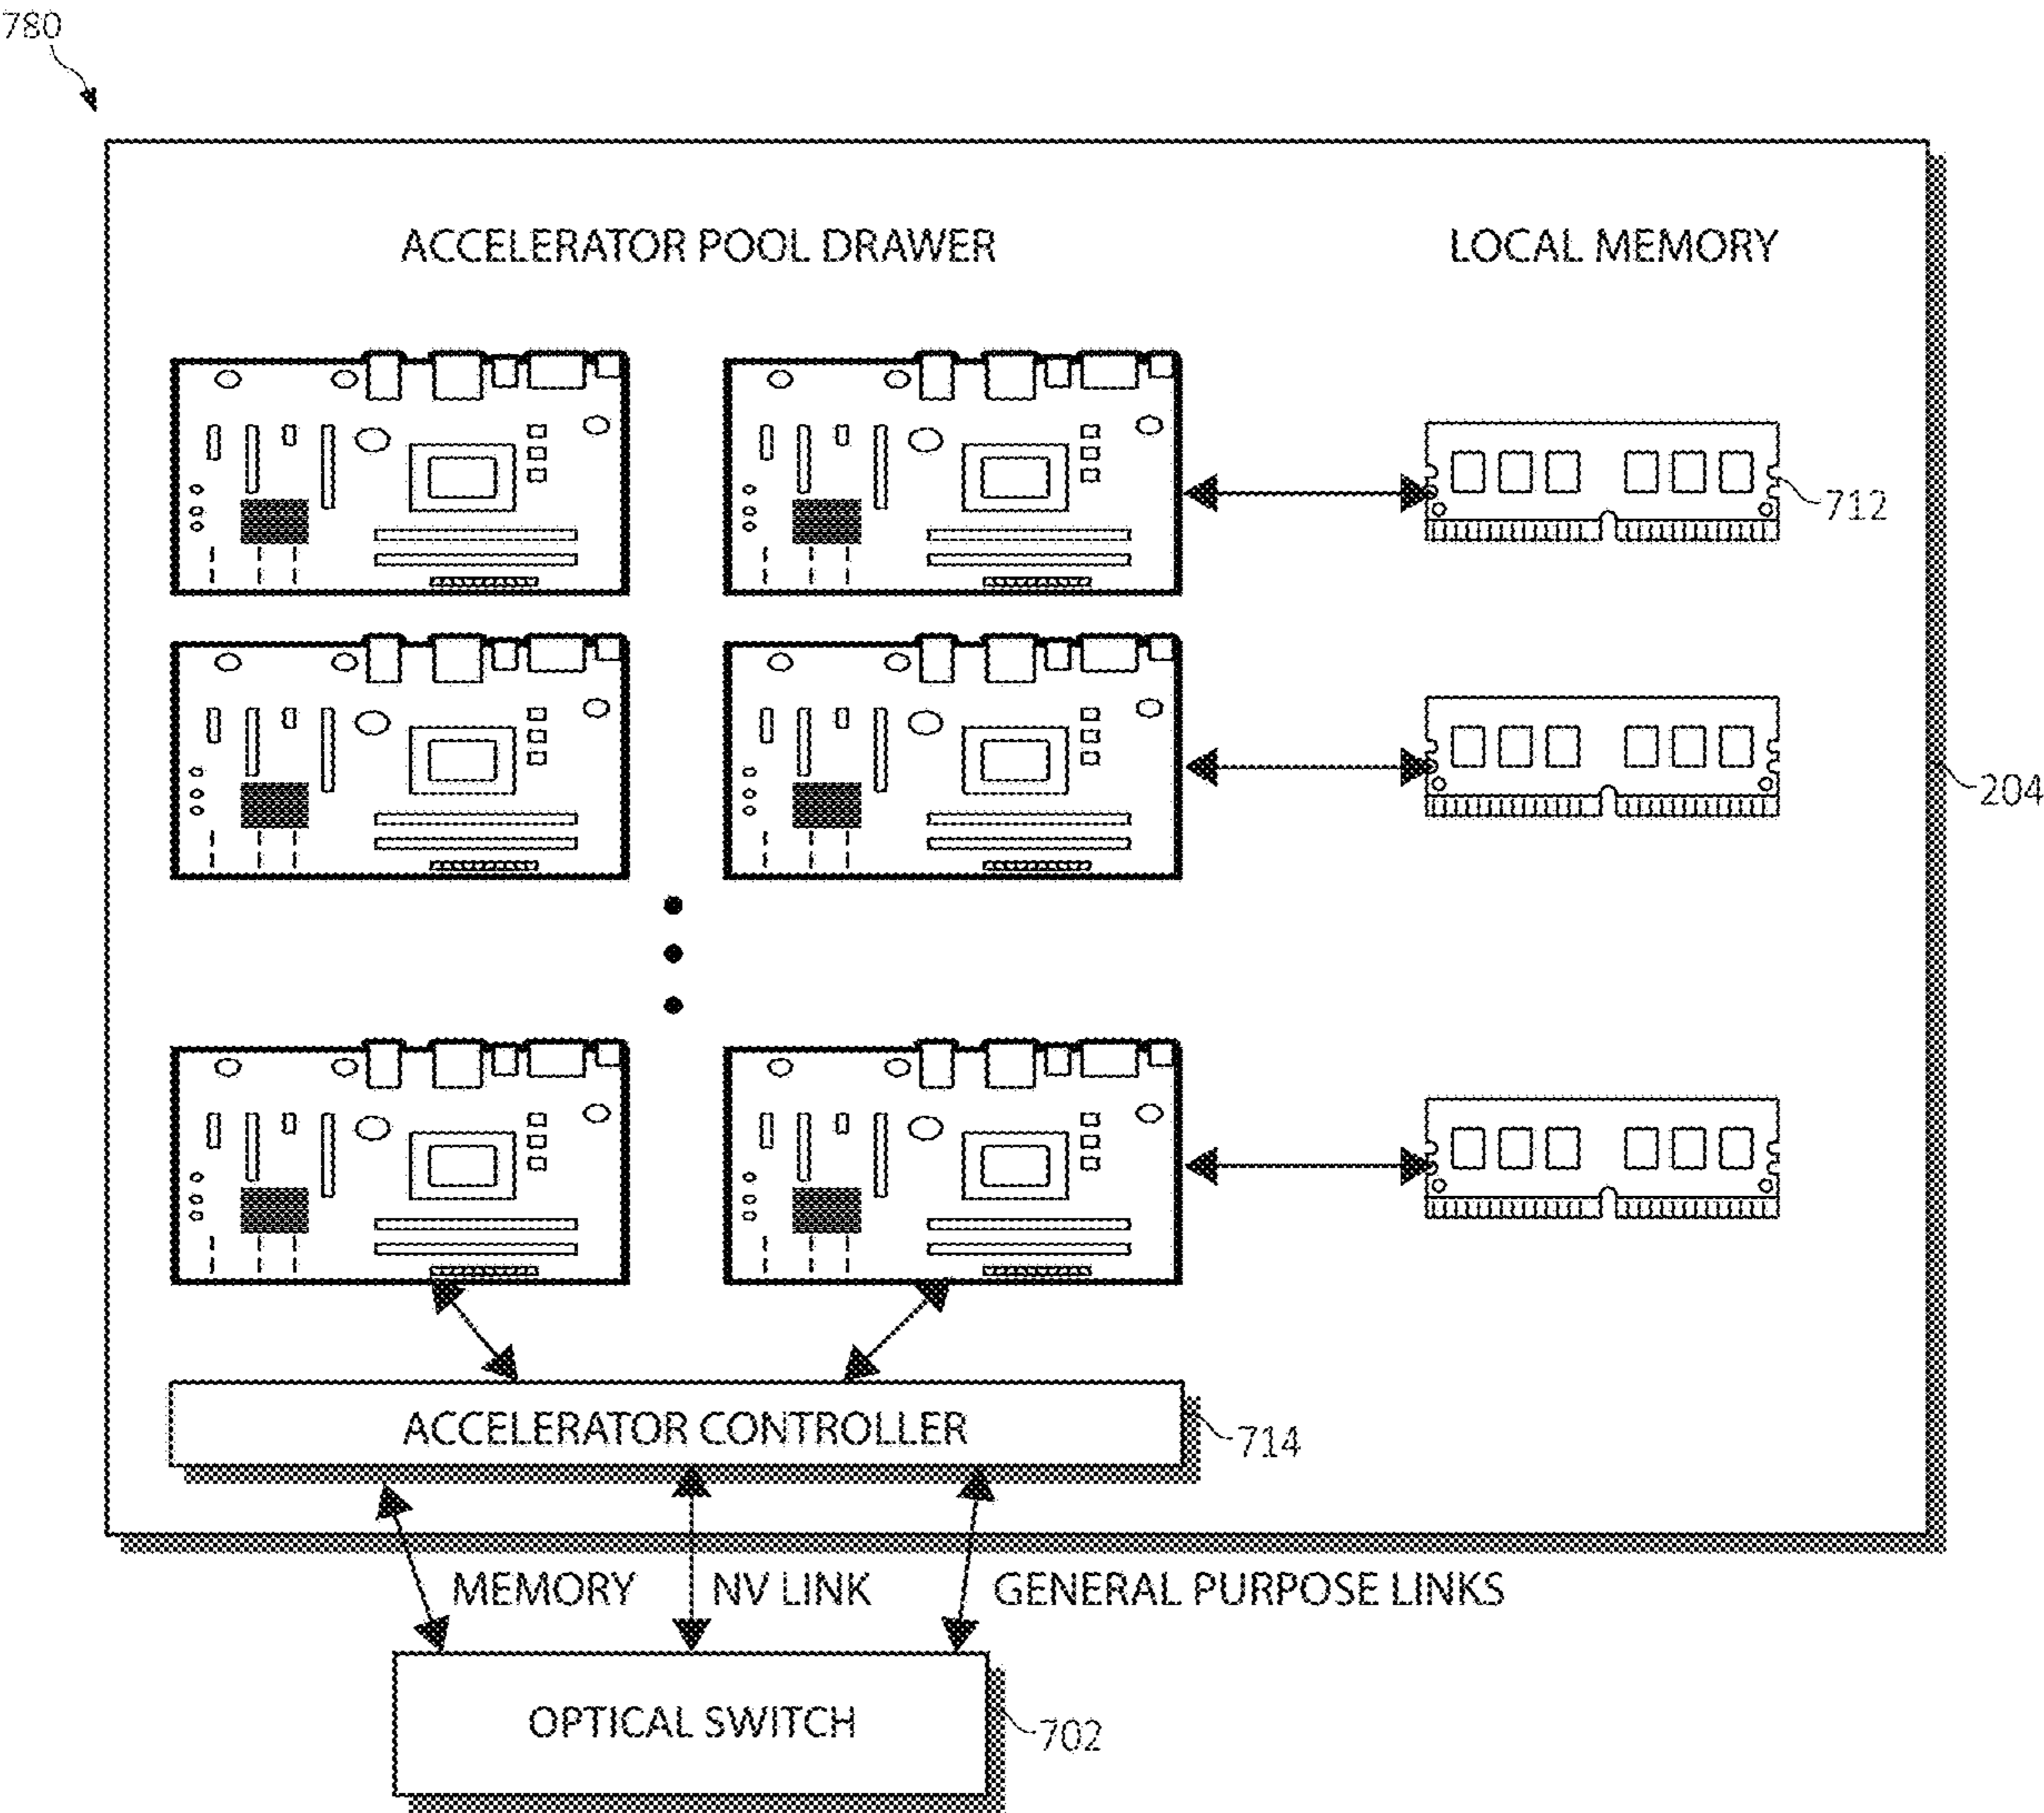 780
ACCELERATOR POOL DRAWER
LOCAL MEMORY
712
204
ACCELERATOR CONTROLLER
714
MEMORY
NV LINK
GENERAL PURPOSE LINKS
OPTICAL SWITCH
702